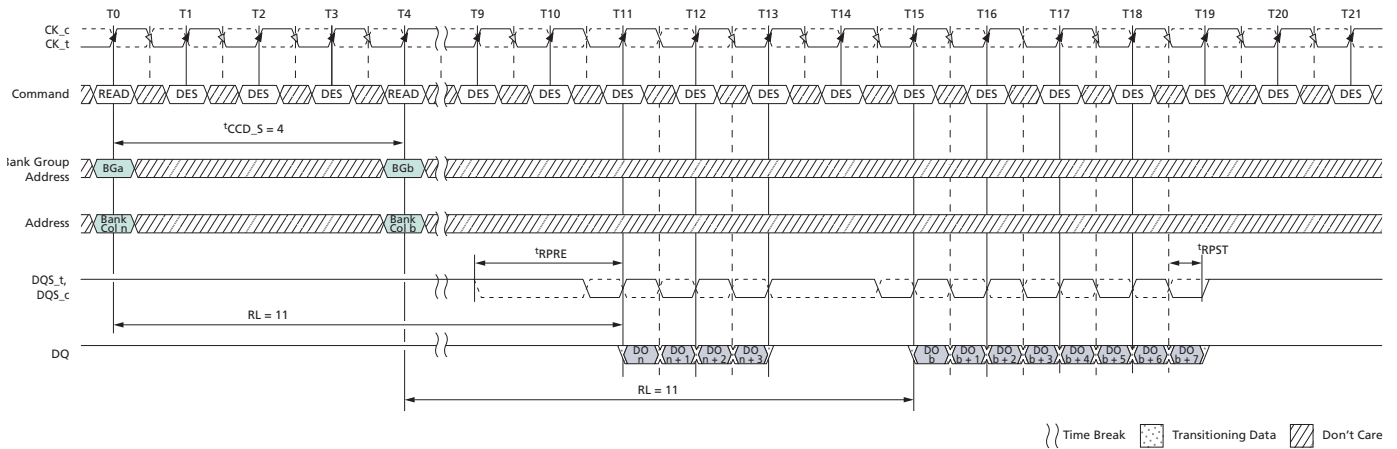 T0 T1 T2 T3 T4 T9 T10 T11 T12 T13 T14 T15 T16 T17 T18 T19 T20 T21
CK_c
CK_t
Command READ DES DES DES READ DES DES DES DES DES DES DES DES DES DES DES DES DES
tCCD_S = 4
ank Group
Address
BGa BGb
Address
Bank
Col n
Bank
Col b
tRPRE tRPST
DQS_t,
DQS_c
RL = 11
DQ
DO
n
DO
n + 1
DO
n + 2
DO
n + 3
DO
b
DO
b + 1
DO
b + 2
DO
b + 3
DO
b + 4
DO
b + 5
DO
b + 6
DO
b + 7
RL = 11
Time Break Transitioning Data Don't Care